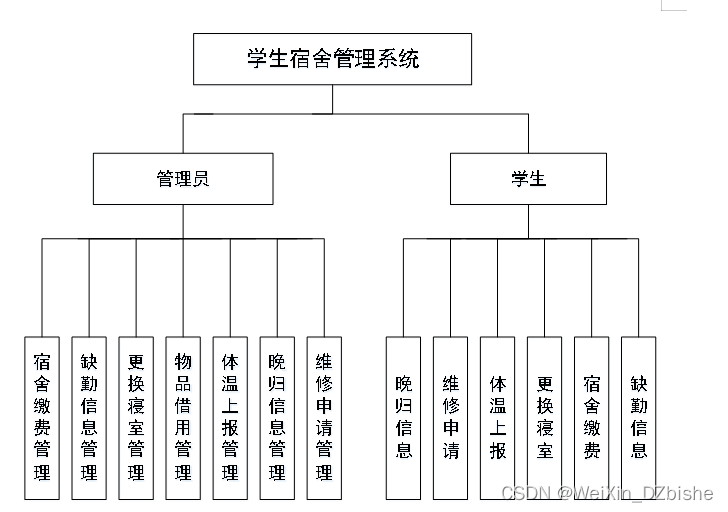 学生宿舍管理系统
管理员
学生
宿舍缴费管理
缺勤信息管理
更换寝室管理
物品借用管理
体温上报管理
晚归信息管理
维修申请管理
晚归信息
维修申请
体温上报
更换寝室
宿舍缴费
缺勤信息
CSDN @WeiXin_DZbishe